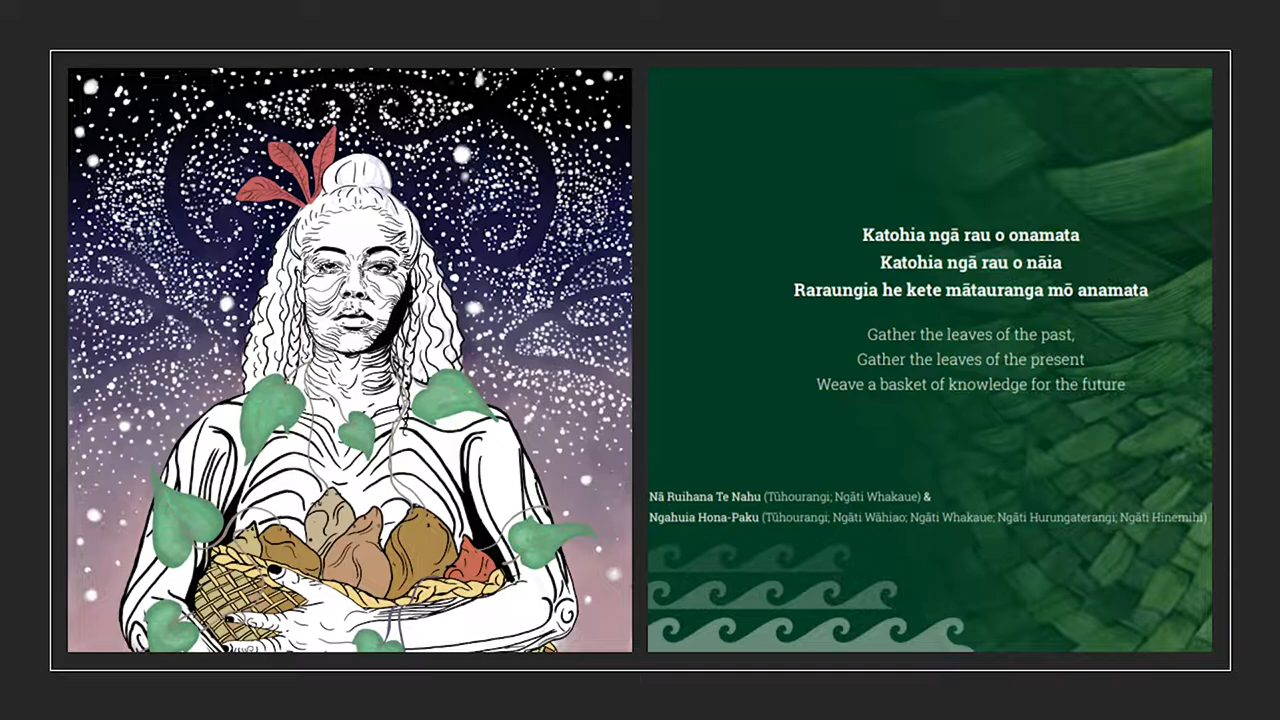 Katohia ngā rau o onamata
Katohia ngā rau o nāia
Raraungia he kete mātauranga mō anamata
Gather the leaves of the past,
Gather the leaves of the present
Weave a basket of knowledge for the future
Nā Ruihana Te Nahu (Tūhourangi; Ngāti Whakaue) &
Ngahuia Hona-Paku (Tūhourangi; Ngāti Wāhiao; Ngāti Whakaue; Ngāti Hurungaterangi; Ngāti Hinemihi)